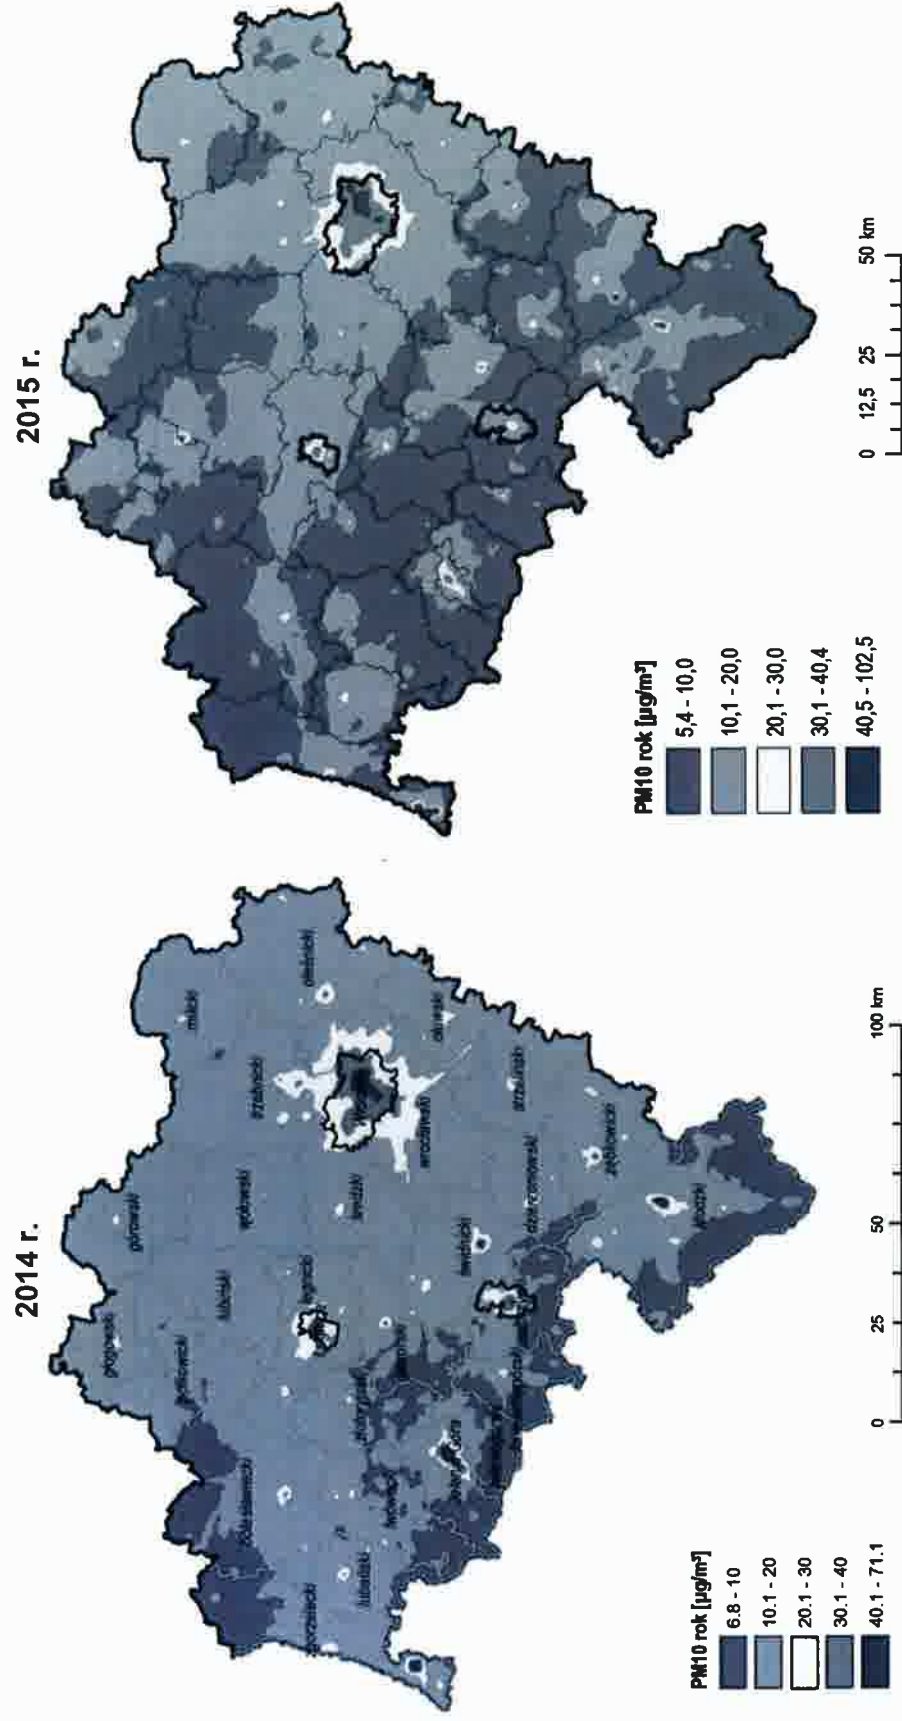 2014 r.
głogowski
górowski
milicki
polkowicki
lubiński
wołowski
trzebnicki
oleśnicki
bolesławiecki
legnicki
średzki
zgorzelecki
lubański
lwówecki
złotoryjski
jaworski
wrocławski
oławski
świdnicki
dzierżoniowski
strzeliński
ząbkowicki
kłodzki
PM10 rok [µg/m³]
6.8 - 10
10.1 - 20
20.1 - 30
30.1 - 40
40.1 - 71.1
0 25 50 100 km
2015 r.
PM10 rok [µg/m³]
5,4 - 10,0
10,1 - 20,0
20,1 - 30,0
30,1 - 40,4
40,5 - 102,5
0 12,5 25 50 km